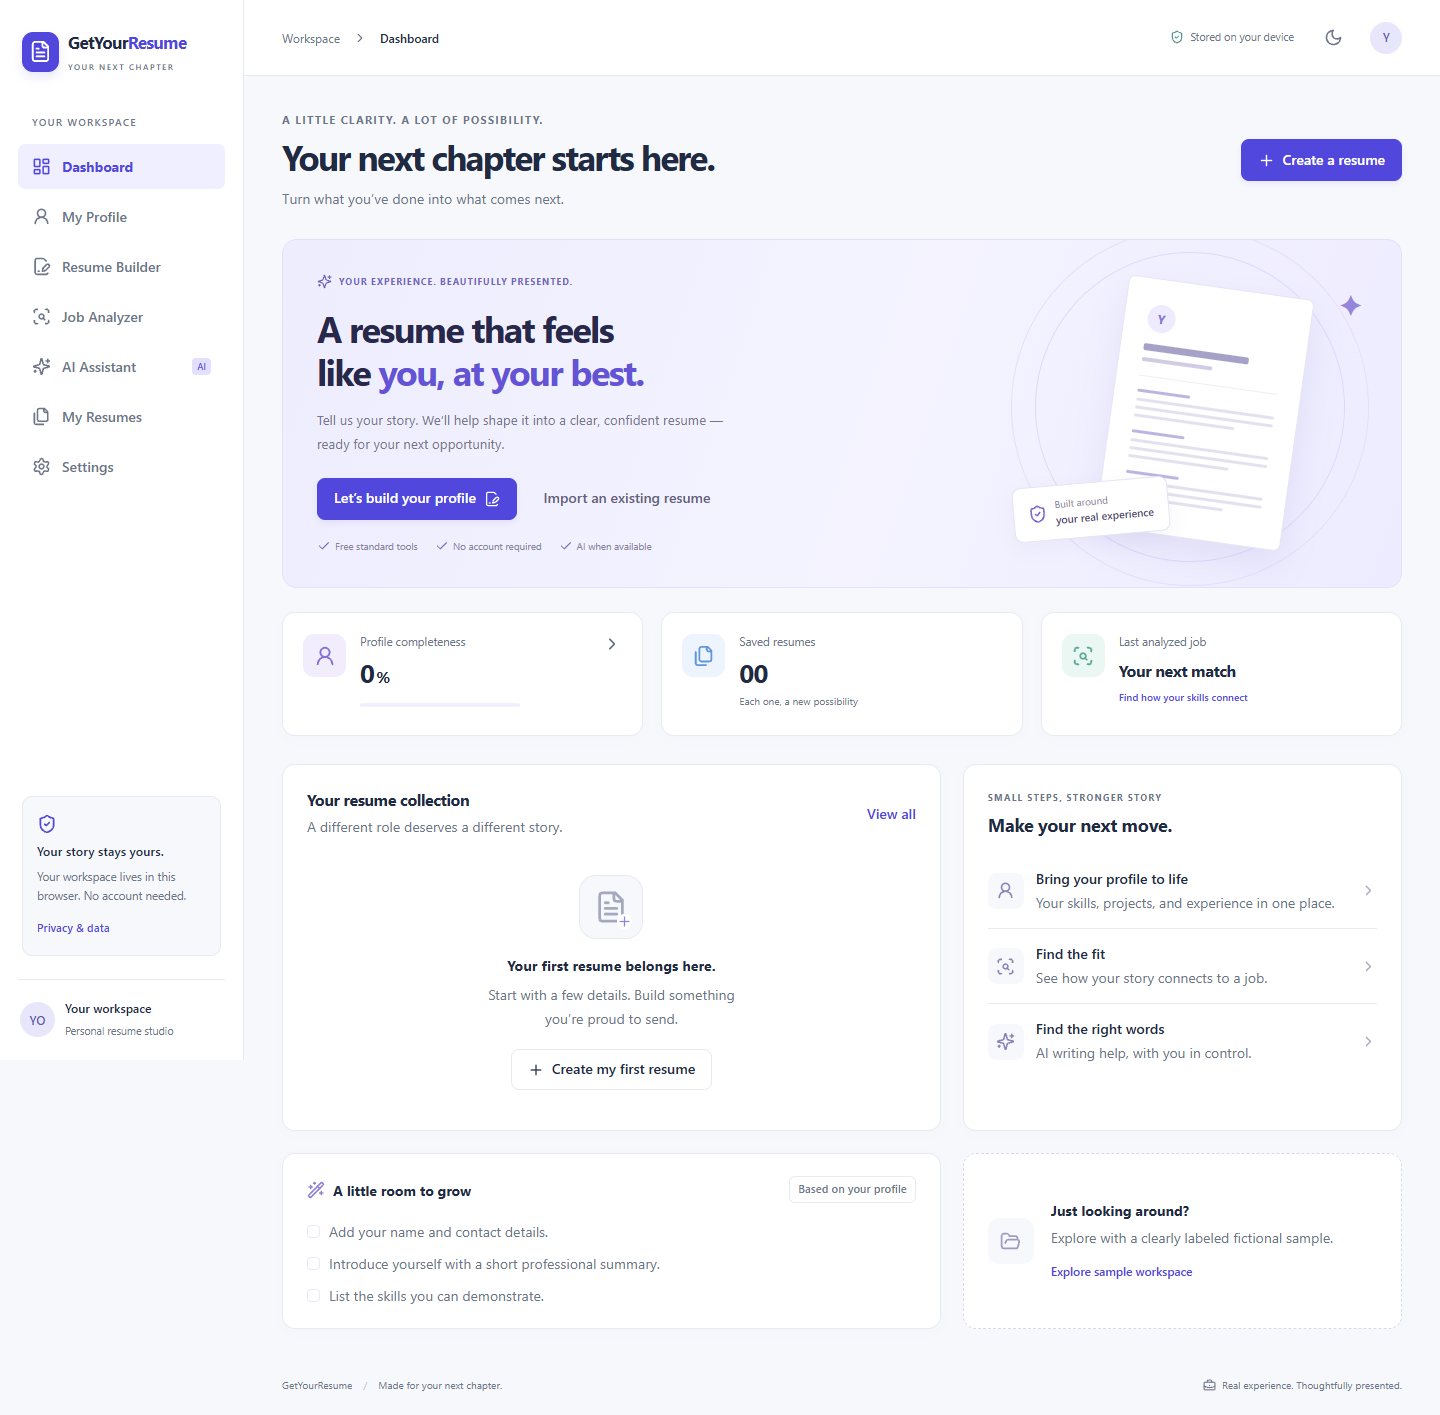 GetYourResume
YOUR NEXT CHAPTER
YOUR WORKSPACE
Dashboard
My Profile
Resume Builder
Job Analyzer
AI Assistant AI
My Resumes
Settings
Your story stays yours.
Your workspace lives in this
browser. No account needed.
Privacy & data
YO
Your workspace
Personal resume studio
Workspace > Dashboard
Stored on your device
Y
A LITTLE CLARITY. A LOT OF POSSIBILITY.
Your next chapter starts here.
Turn what you've done into what comes next.
+ Create a resume
YOUR EXPERIENCE. BEAUTIFULLY PRESENTED.
A resume that feels
like you, at your best.
Tell us your story. We'll help shape it into a clear, confident resume —
ready for your next opportunity.
Let's build your profile
Import an existing resume
Free standard tools
No account required
AI when available
Y
Built around
your real experience
Profile completeness
0%
Saved resumes
00
Each one, a new possibility
Last analyzed job
Your next match
Find how your skills connect
Your resume collection
A different role deserves a different story.
View all
Your first resume belongs here.
Start with a few details. Build something
you're proud to send.
+ Create my first resume
SMALL STEPS, STRONGER STORY
Make your next move.
Bring your profile to life
Your skills, projects, and experience in one place.
Find the fit
See how your story connects to a job.
Find the right words
AI writing help, with you in control.
A little room to grow
Based on your profile
Add your name and contact details.
Introduce yourself with a short professional summary.
List the skills you can demonstrate.
Just looking around?
Explore with a clearly labeled fictional sample.
Explore sample workspace
GetYourResume / Made for your next chapter.
Real experience. Thoughtfully presented.